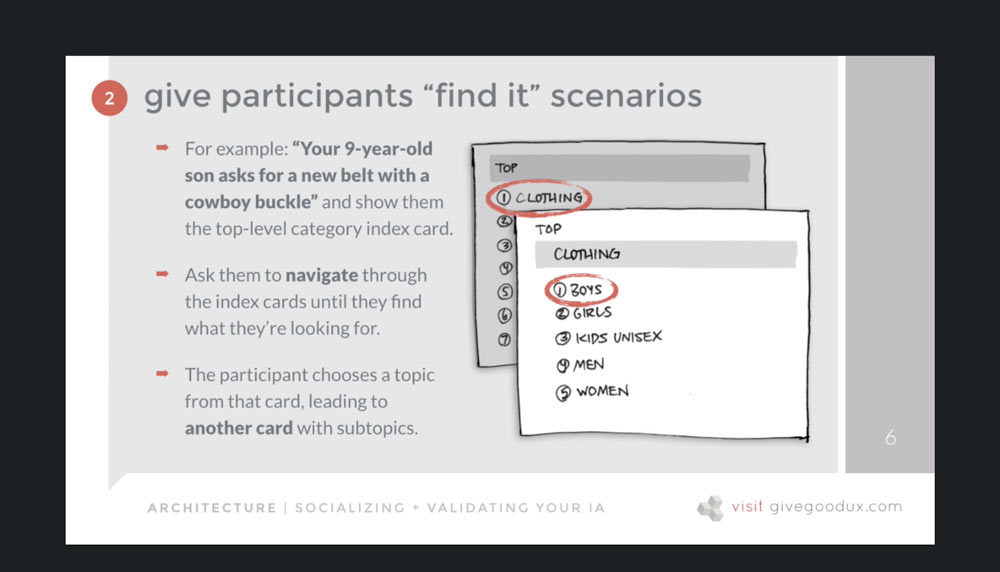 2 give participants “find it” scenarios
➡ For example: “Your 9-year-old
son asks for a new belt with a
cowboy buckle” and show them
the top-level category index card.
➡ Ask them to navigate through
the index cards until they find
what they’re looking for.
➡ The participant chooses a topic
from that card, leading to
another card with subtopics.
TOP
① CLOTHING
②
③
④
⑤
⑥
⑦
TOP
CLOTHING
① BOYS
② GIRLS
③ KIDS UNISEX
④ MEN
⑤ WOMEN
6
ARCHITECTURE | SOCIALIZING + VALIDATING YOUR IA
visit givegoodux.com